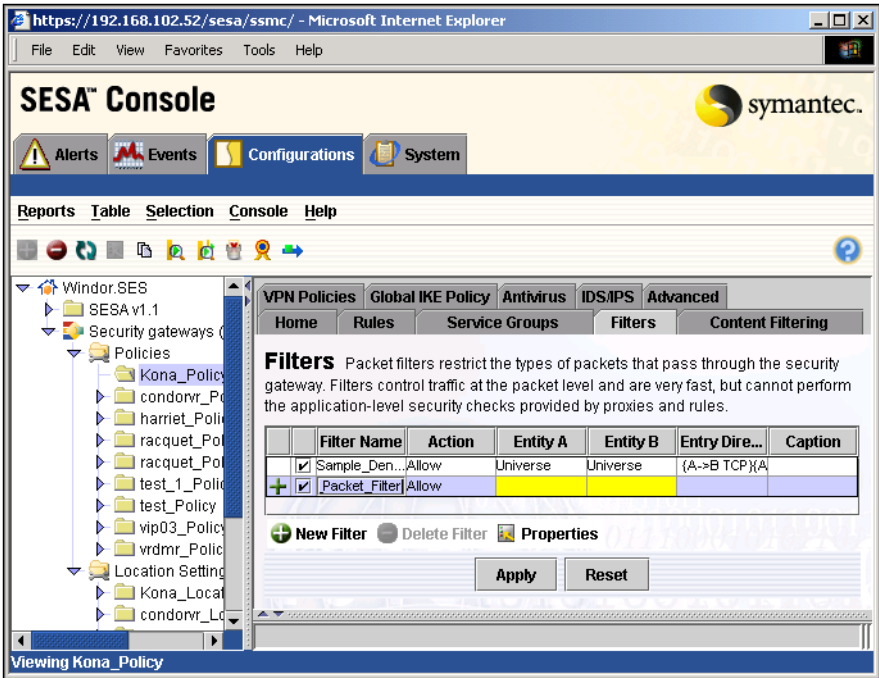 https://192.168.102.52/sesa/ssmc/ - Microsoft Internet Explorer
File Edit View Favorites Tools Help
SESA™ Console
symantec.
Alerts Events Configurations System
Reports Table Selection Console Help
Windor.SES
SESA v1.1
Security gateways (
Policies
Kona_Policy
condorvr_Po
harriet_Polic
racquet_Pol
racquet_Pol
test_1_Polic
test_Policy
vip03_Policy
vrdmr_Polic
Location Setting
Kona_Locat
condorvr_Lo
VPN Policies Global IKE Policy Antivirus IDS/IPS Advanced
Home Rules Service Groups Filters Content Filtering
Filters Packet filters restrict the types of packets that pass through the security
gateway. Filters control traffic at the packet level and are very fast, but cannot perform
the application-level security checks provided by proxies and rules.
Filter Name Action Entity A Entity B Entry Dire... Caption
Sample_Den... Allow Universe Universe {A->B TCP}{A
_Packet_Filter Allow
New Filter Delete Filter Properties
Apply Reset
Viewing Kona_Policy